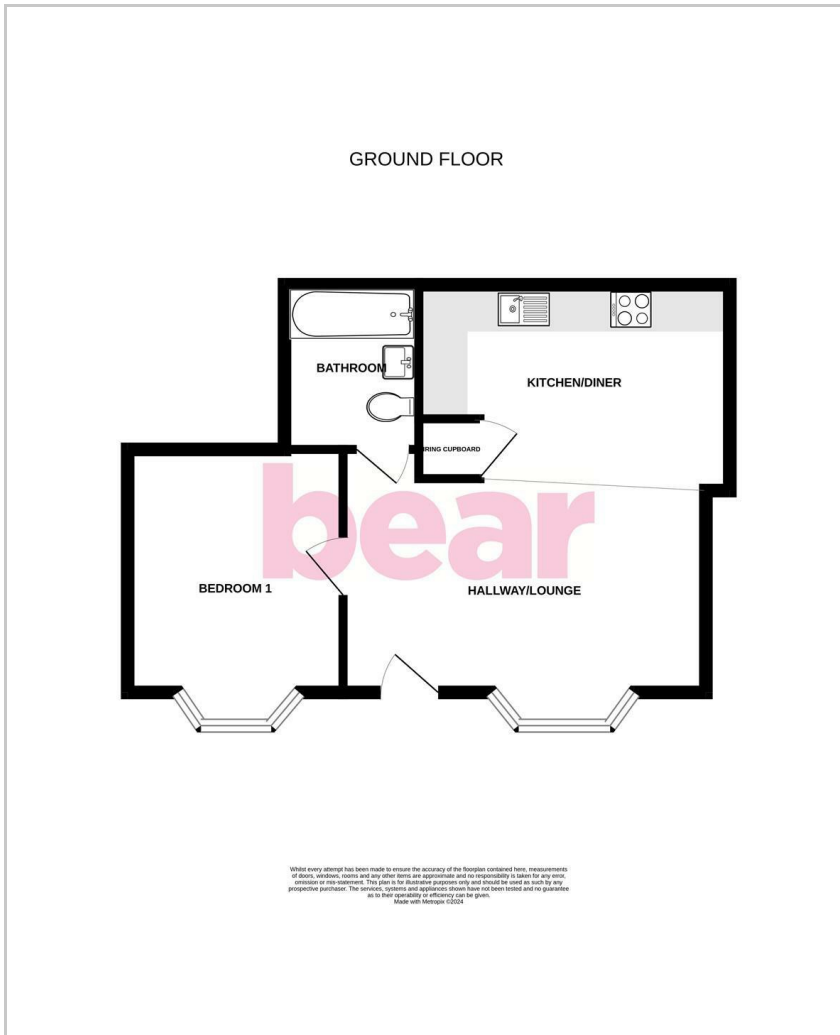 GROUND FLOOR
BATHROOM
KITCHEN/DINER
IRING CUPBOARD
bear
BEDROOM 1
HALLWAY/LOUNGE
Whilst every attempt has been made to ensure the accuracy of the floorplan contained here, measurements
of doors, windows, rooms and any other items are approximate and no responsibility is taken for any error,
omission or mis-statement. This plan is for illustrative purposes only and should be used as such by any
prospective purchaser. The services, systems and appliances shown have not been tested and no guarantee
as to their operability or efficiency can be given.
Made with Metropix ©2024